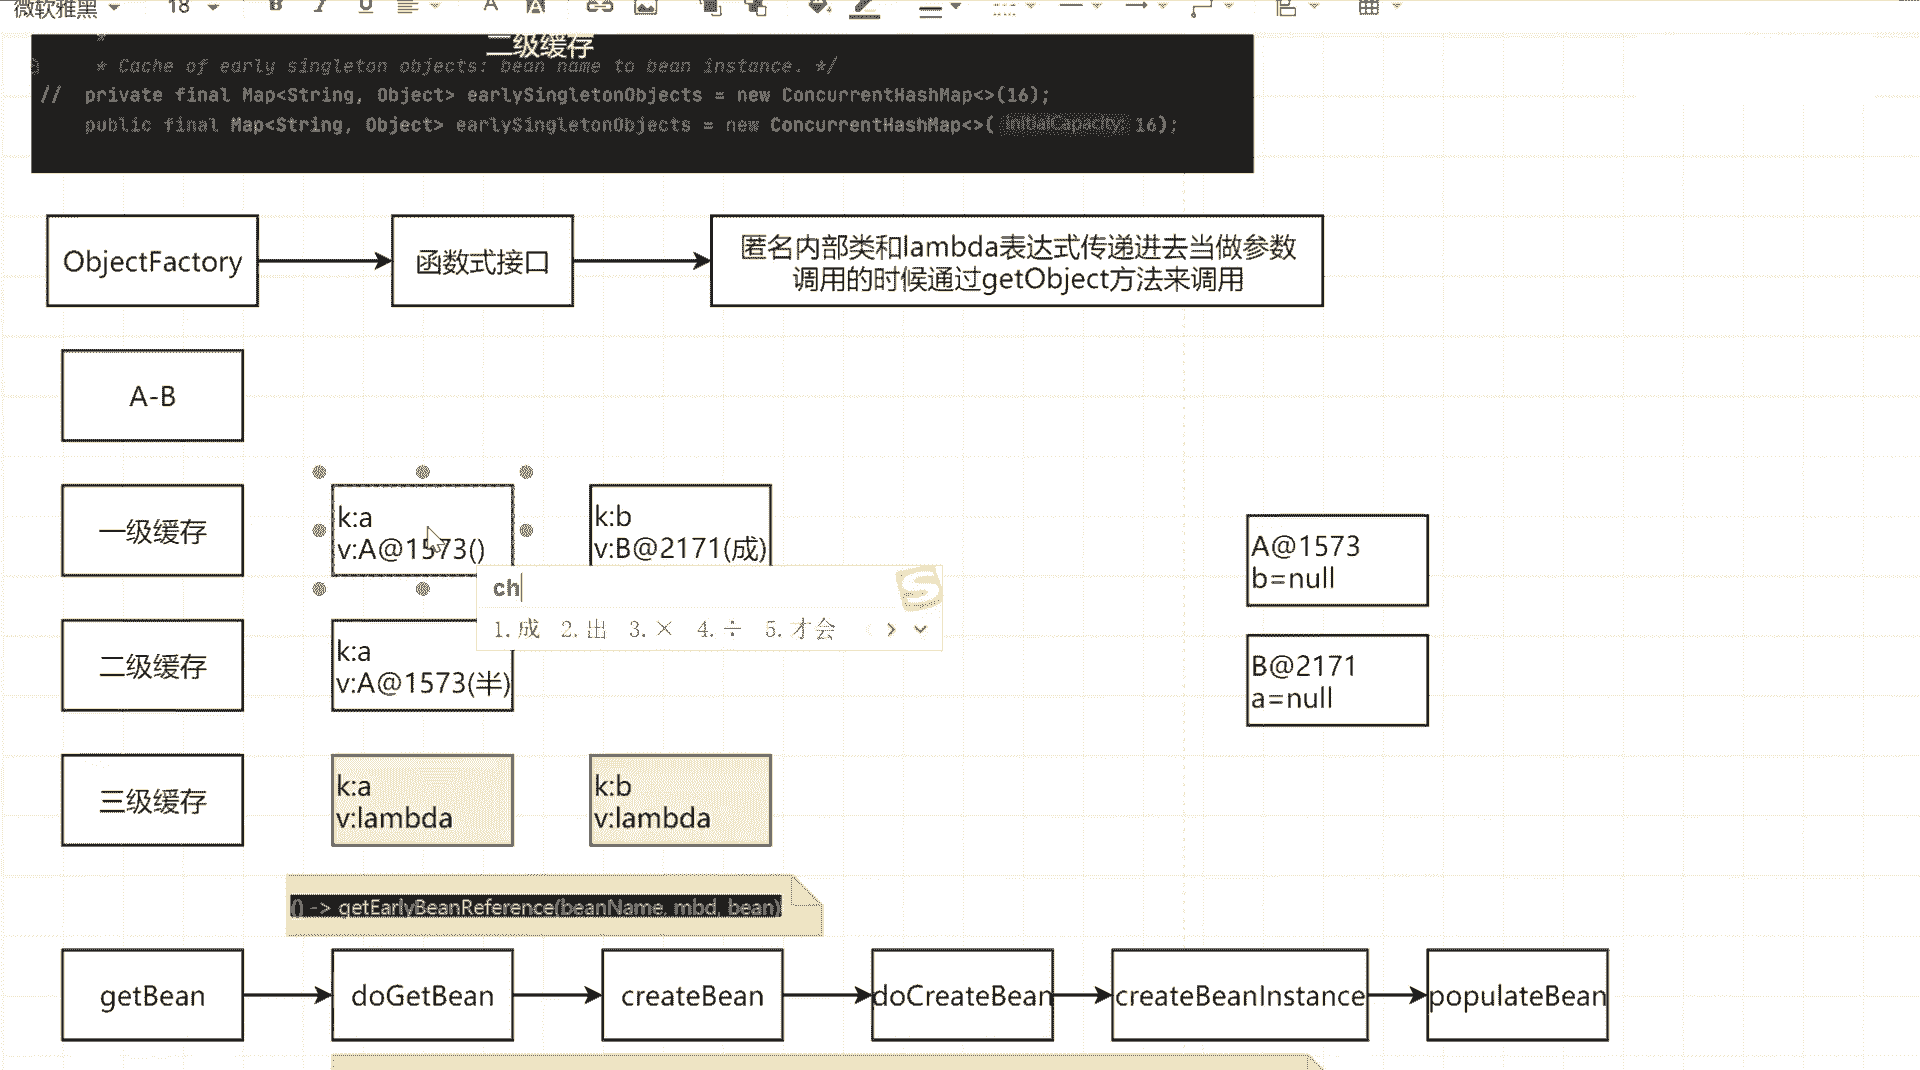 微软雅黑 18 B I U A A
二级缓存
*
* Cache of early singleton objects: bean name to bean instance. */
// private final Map<String, Object> earlySingletonObjects = new ConcurrentHashMap<>(16);
public final Map<String, Object> earlySingletonObjects = new ConcurrentHashMap<>( initialCapacity: 16);
ObjectFactory
函数式接口
匿名内部类和lambda表达式传递进去当做参数
调用的时候通过getObject方法来调用
A-B
一级缓存
k:a
v:A@1573()
k:b
v:B@2171(成)
A@1573
b=null
ch
1.成 2.出 3.× 4.÷ 5.才会
二级缓存
k:a
v:A@1573(半)
B@2171
a=null
三级缓存
k:a
v:lambda
k:b
v:lambda
() -> getEarlyBeanReference(beanName, mbd, bean)
getBean
doGetBean
createBean
doCreateBean
createBeanInstance
populateBean